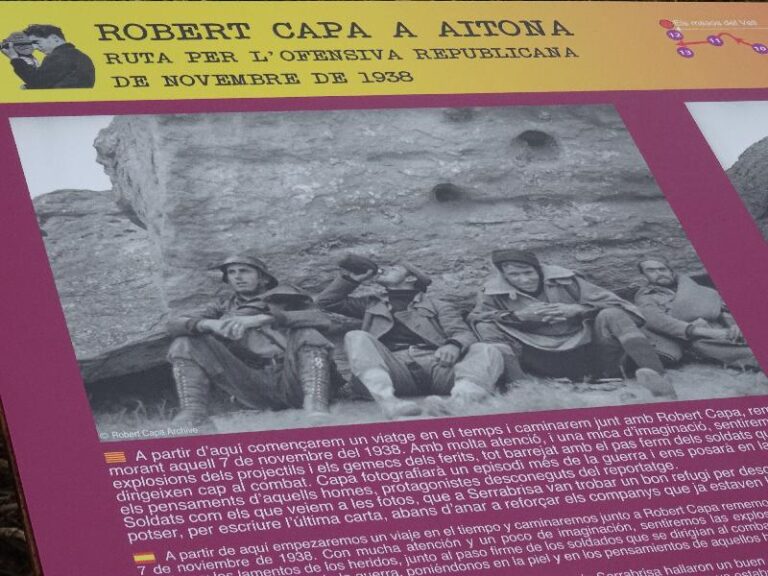 ROBERT CAPA A AITONA
RUTA PER L'OFENSIVA REPUBLICANA
DE NOVEMBRE DE 1938
Els masos del Vall
12
11
10
13
© Robert Capa Archive
A partir d'aquí començarem un viatge en el temps i caminarem junt amb Robert Capa,
morant aquell 7 de novembre del 1938. Amb molta atenció, i una mica d'imaginació, sentirem
explosions dels projectils i els gemecs dels ferits, tot barrejat amb el pas ferm dels soldats
dirigeixen cap al combat. Capa fotografiarà un episodi més de la guerra i ens posarà en la
els pensaments d'aquells homes, protagonistes desconeguts del reportatge.
Soldats com els que veiem a les fotos, que a Serrabrisa van trobar un bon refugi per
potser, per escriure l'última carta, abans d'anar a reforçar els companys que ja estaven
A partir de aquí empezaremos un viaje en el tiempo y caminaremos junto a Robert Capa
7 de noviembre de 1938. Con mucha atención y un poco de imaginación, sentiremos las
los lamentos de los heridos, junto al paso firme de los soldados que se dirigían al
la guerra, poniéndonos en la piel y en los pensamientos de aquellos
Serrabrisa hallaron un buen